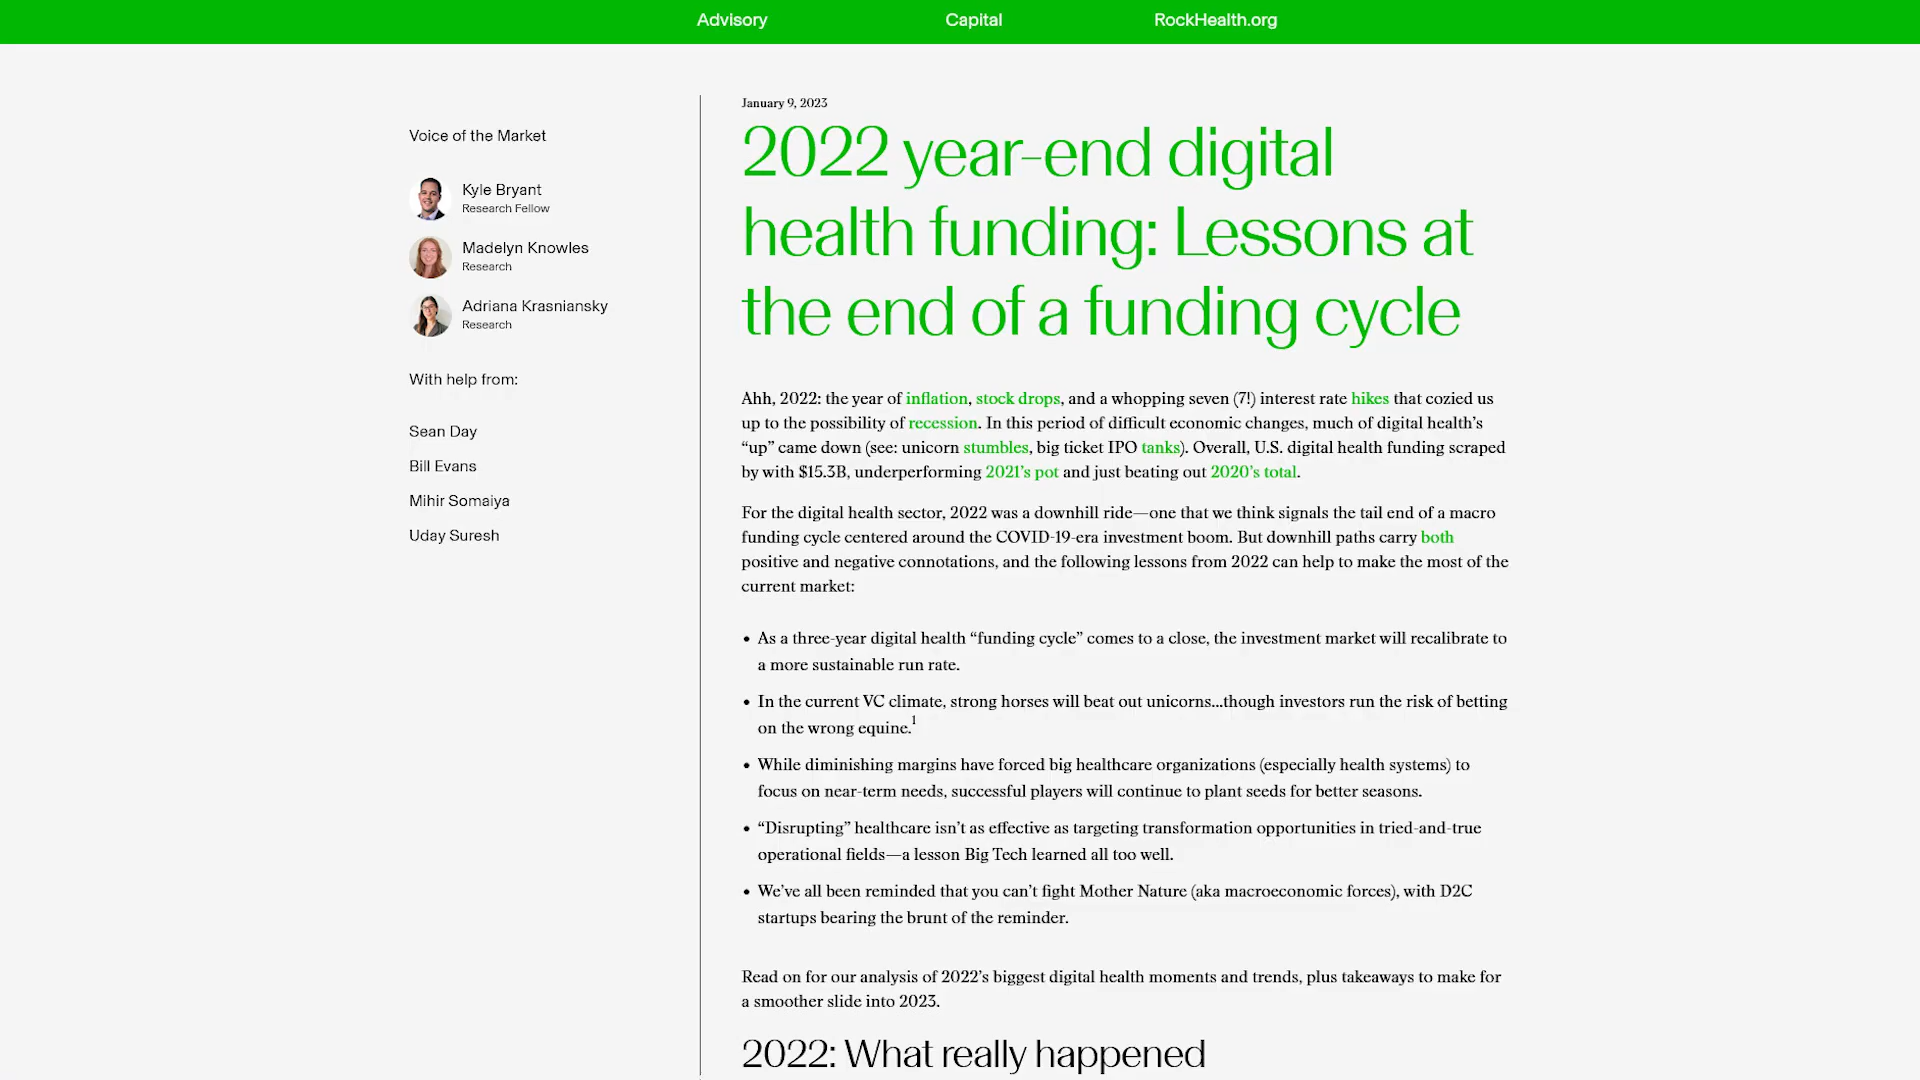 Advisory
Capital
RockHealth.org
Voice of the Market
Kyle Bryant
Research Fellow
Madelyn Knowles
Research
Adriana Krasniansky
Research
With help from:
Sean Day
Bill Evans
Mihir Somaiya
Uday Suresh
January 9, 2023
2022 year-end digital
health funding: Lessons at
the end of a funding cycle
Ahh, 2022: the year of inflation, stock drops, and a whopping seven (7!) interest rate hikes that cozied us
up to the possibility of recession. In this period of difficult economic changes, much of digital health’s
“up” came down (see: unicorn stumbles, big ticket IPO tanks). Overall, U.S. digital health funding scraped
by with $15.3B, underperforming 2021’s pot and just beating out 2020’s total.
For the digital health sector, 2022 was a downhill ride—one that we think signals the tail end of a macro
funding cycle centered around the COVID-19-era investment boom. But downhill paths carry both
positive and negative connotations, and the following lessons from 2022 can help to make the most of the
current market:
• As a three-year digital health “funding cycle” comes to a close, the investment market will recalibrate to
a more sustainable run rate.
• In the current VC climate, strong horses will beat out unicorns…though investors run the risk of betting
on the wrong equine.1
• While diminishing margins have forced big healthcare organizations (especially health systems) to
focus on near-term needs, successful players will continue to plant seeds for better seasons.
• “Disrupting” healthcare isn’t as effective as targeting transformation opportunities in tried-and-true
operational fields—a lesson Big Tech learned all too well.
• We’ve all been reminded that you can’t fight Mother Nature (aka macroeconomic forces), with D2C
startups bearing the brunt of the reminder.
Read on for our analysis of 2022’s biggest digital health moments and trends, plus takeaways to make for
a smoother slide into 2023.
2022: What really happened